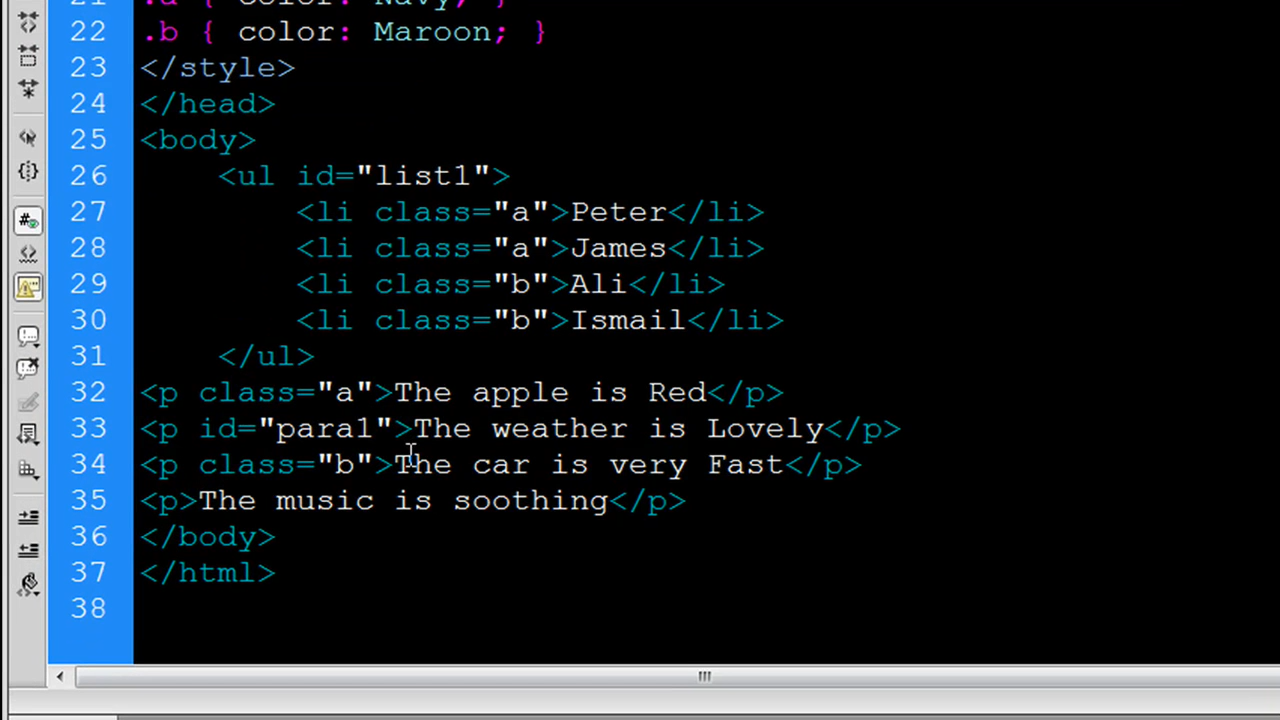 21 .a { color: Navy; }
22 .b { color: Maroon; }
23 </style>
24 </head>
25 <body>
26 <ul id="list1">
27 <li class="a">Peter</li>
28 <li class="a">James</li>
29 <li class="b">Ali</li>
30 <li class="b">Ismail</li>
31 </ul>
32 <p class="a">The apple is Red</p>
33 <p id="para1">The weather is Lovely</p>
34 <p class="b">The car is very Fast</p>
35 <p>The music is soothing</p>
36 </body>
37 </html>
38